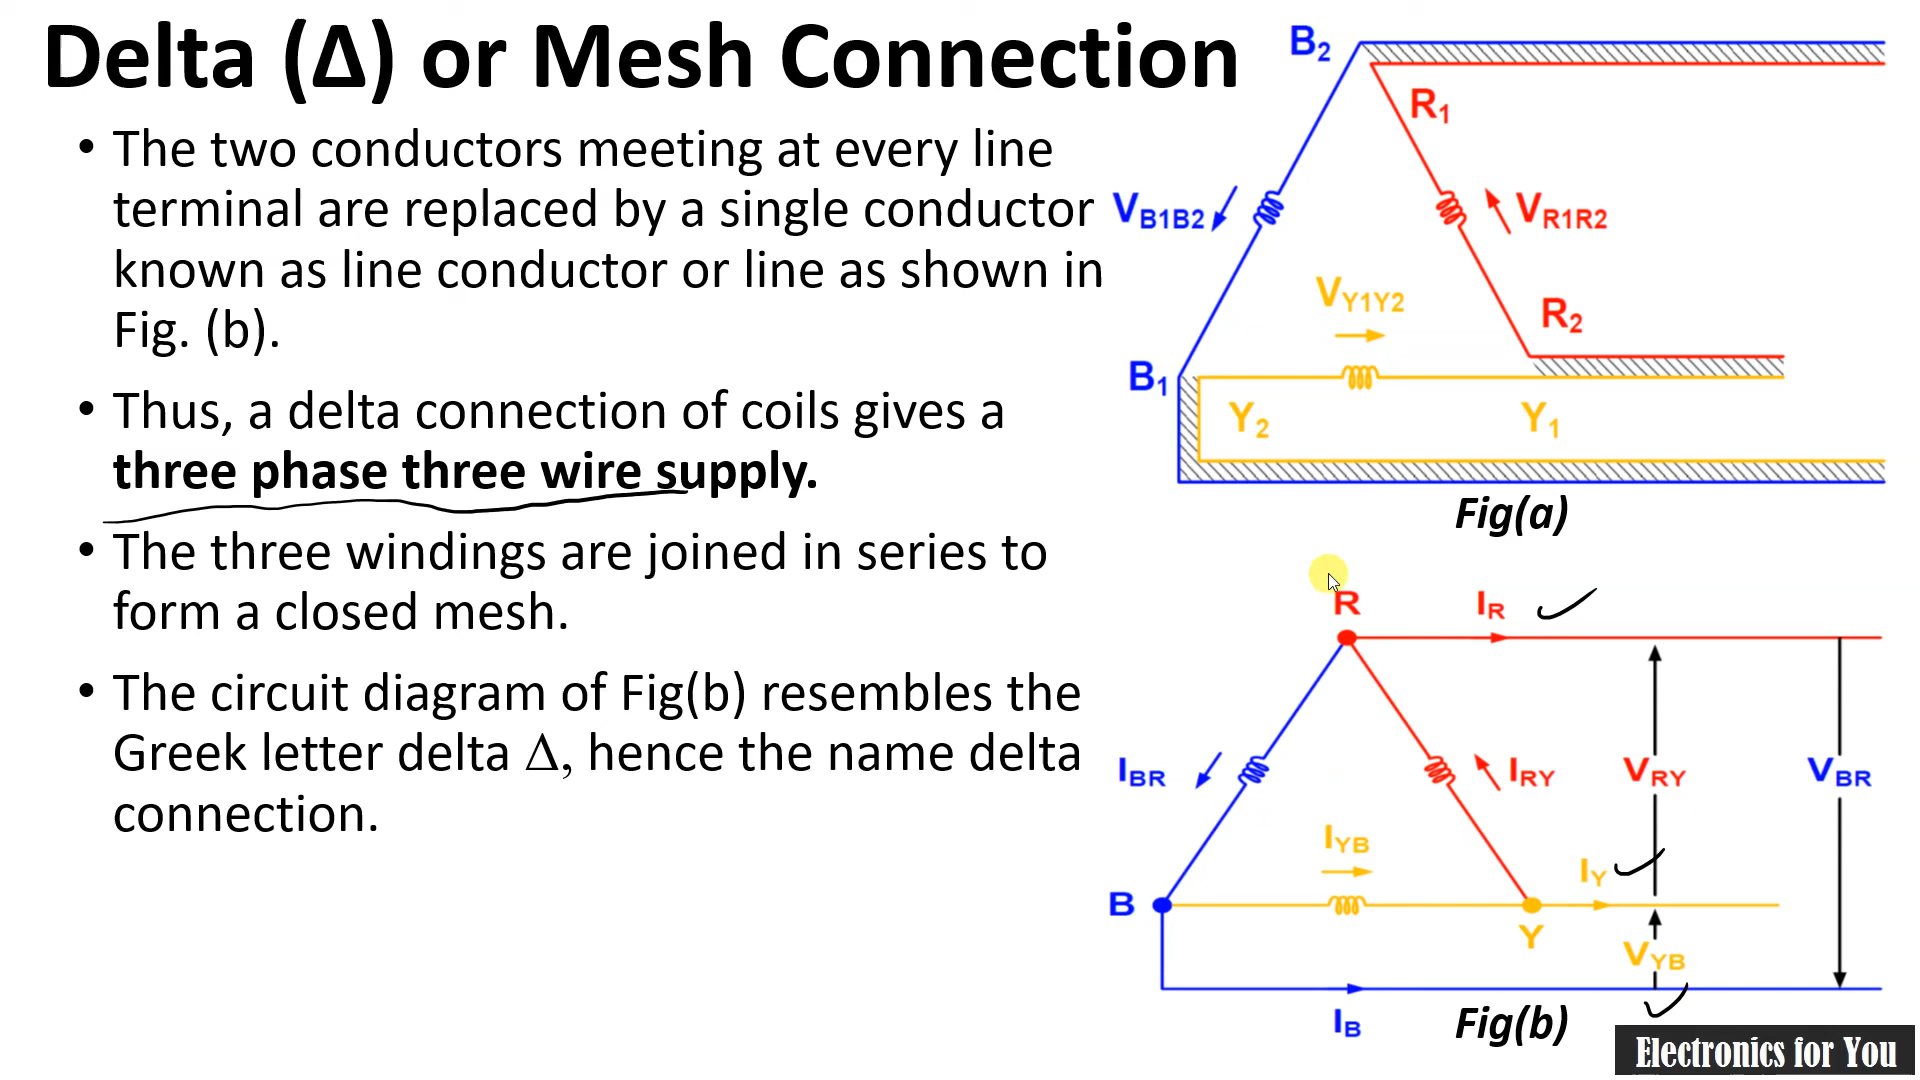 Delta (Δ) or Mesh Connection
• The two conductors meeting at every line
terminal are replaced by a single conductor
known as line conductor or line as shown in
Fig. (b).
• Thus, a delta connection of coils gives a
three phase three wire supply.
• The three windings are joined in series to
form a closed mesh.
• The circuit diagram of Fig(b) resembles the
Greek letter delta Δ, hence the name delta
connection.
B2
R1
VB1B2
VR1R2
VY1Y2
R2
B1
Y2
Y1
Fig(a)
R
IR
IBR
IRY
VRY
VBR
IYB
IY
B
Y
VYB
IB
Fig(b)
Electronics for You